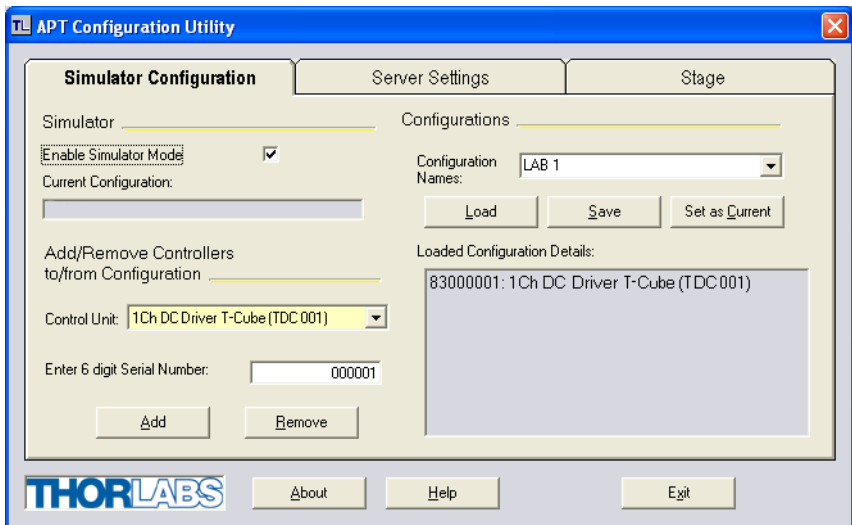 TL APT Configuration Utility
Simulator Configuration
Server Settings
Stage
Simulator
Enable Simulator Mode
Current Configuration:
Add/Remove Controllers
to/from Configuration
Control Unit: 1Ch DC Driver T-Cube (TDC001)
Enter 6 digit Serial Number: 000001
Add
Remove
Configurations
Configuration
Names:
LAB 1
Load
Save
Set as Current
Loaded Configuration Details:
83000001: 1Ch DC Driver T-Cube (TDC001)
THORLABS
About
Help
Exit